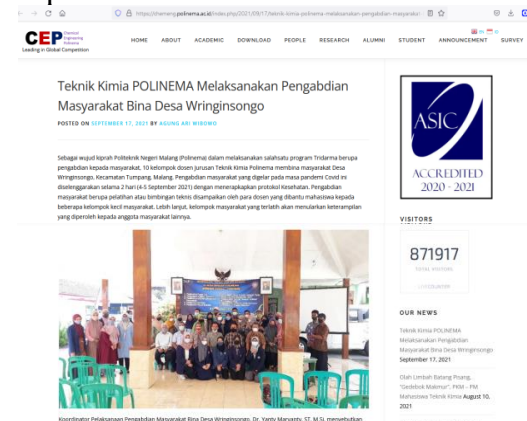 https://chemeng.polinema.ac.id/index.php/2021/09/17/teknik-kimia-polinema-melaksanakan-pengabdian-masyarakat
CEP Chemical Engineering Polinema
Leading in Global Competition
HOME ABOUT ACADEMIC DOWNLOAD PEOPLE RESEARCH ALUMNI STUDENT ANNOUNCEMENT SURVEY
Teknik Kimia POLINEMA Melaksanakan Pengabdian
Masyarakat Bina Desa Wringinsongo
POSTED ON SEPTEMBER 17, 2021 BY AGUNG ARI WIBOWO
Sebagai wujud kiprah Politeknik Negeri Malang (Polinema) dalam melaksanakan salahsatu program Tridarma berupa
pengabdian kepada masyarakat, 10 kelompok dosen jurusan Teknik Kimia Polinema membina masyarakat Desa
Wringinsongo, Kecamatan Tumpang, Malang. Pengabdian masyarakat yang digelar pada masa pandemi Covid ini
diselenggarakan selama 2 hari (4-5 September 2021) dengan menerapkapkan protokol Kesehatan. Pengabdian
masyarakat berupa pelatihan atau bimbingan teknis disampaikan oleh para dosen yang dibantu mahasiswa kepada
beberapa kelompok kecil masyarakat. Lebih lanjut, kelompok masyarakat yang terlatih akan menularkan keterampilan
yang diperoleh kepada anggota masyarakat lainnya.
Koordinator Pelaksanaan Pengabdian Masyarakat Bina Desa Wringinsongo, Dr. Yanty Maryanty, ST, M.Si, menyebutkan
ASIC
ACCREDITED
2020 - 2021
VISITORS
871917
TOTAL VISITORS
OUR NEWS
Teknik Kimia POLINEMA
Melaksanakan Pengabdian
Masyarakat Bina Desa Wringinsongo
September 17, 2021
Olah Limbah Batang Pisang,
"Gedebok Makmur", PKM – PM
Mahasiswa Teknik Kimia August 10,
2021